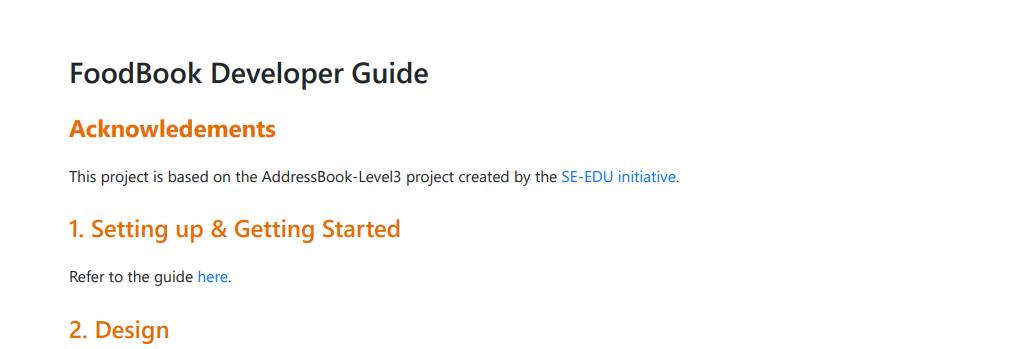 FoodBook Developer Guide
Acknowledements
This project is based on the AddressBook-Level3 project created by the SE-EDU initiative.
1. Setting up & Getting Started
Refer to the guide here.
2. Design